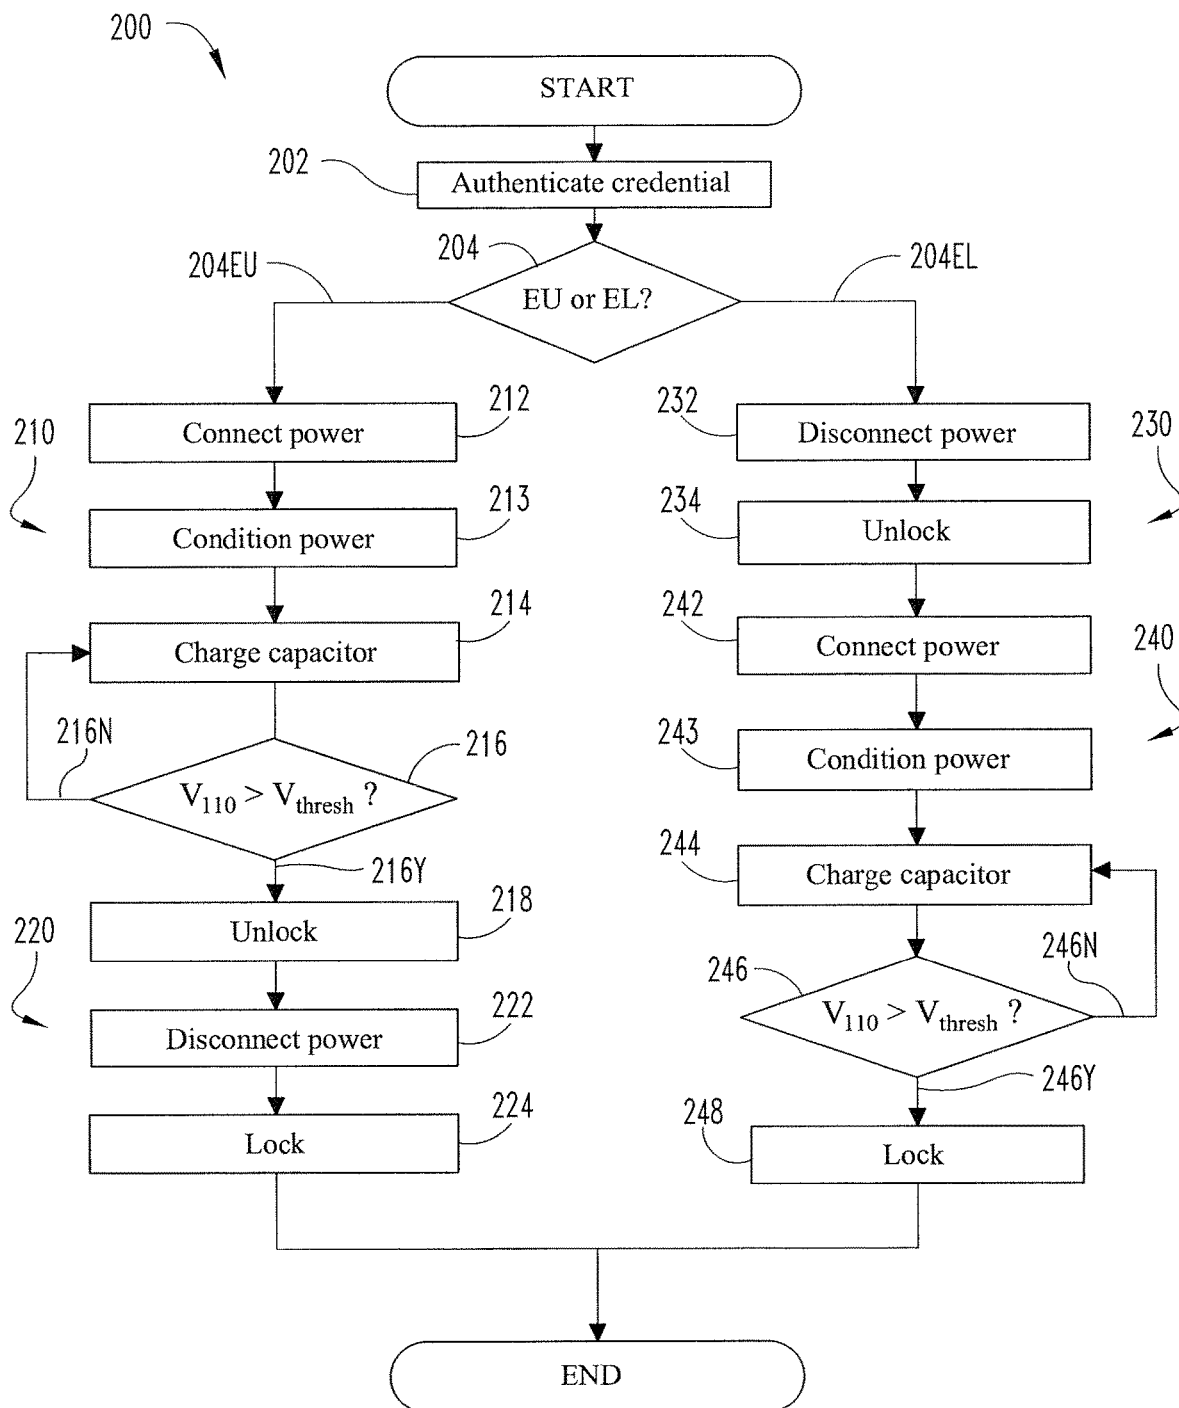 200
START
202
Authenticate credential
204
204EU
204EL
EU or EL?
212
Connect power
210
213
Condition power
214
Charge capacitor
216N
216
V110 > Vthresh ?
216Y
218
Unlock
220
222
Disconnect power
224
Lock
232
Disconnect power
230
234
Unlock
242
Connect power
240
243
Condition power
244
Charge capacitor
246
246N
V110 > Vthresh ?
246Y
248
Lock
END